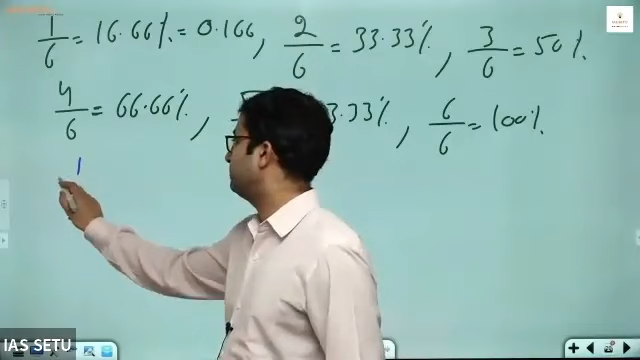 1/6 = 16.66% = 0.166, 2/6 = 33.33%, 3/6 = 50%.
4/6 = 66.66%, 3.33%, 6/6 = 100%.
1
IAS SETU